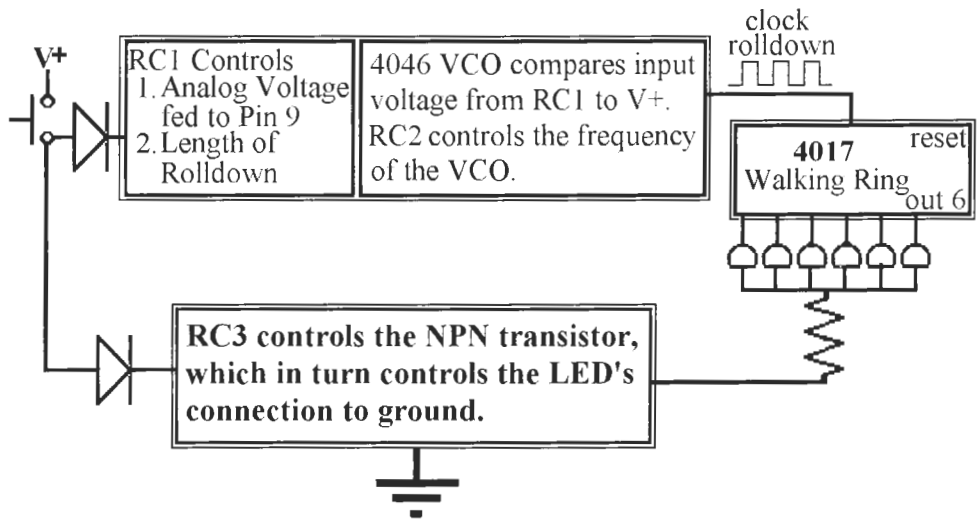 V+
RC1 Controls
1. Analog Voltage
fed to Pin 9
2. Length of
Rolldown
4046 VCO compares input
voltage from RC1 to V+.
RC2 controls the frequency
of the VCO.
clock
rolldown
reset
4017
Walking Ring
out 6
RC3 controls the NPN transistor,
which in turn controls the LED's
connection to ground.